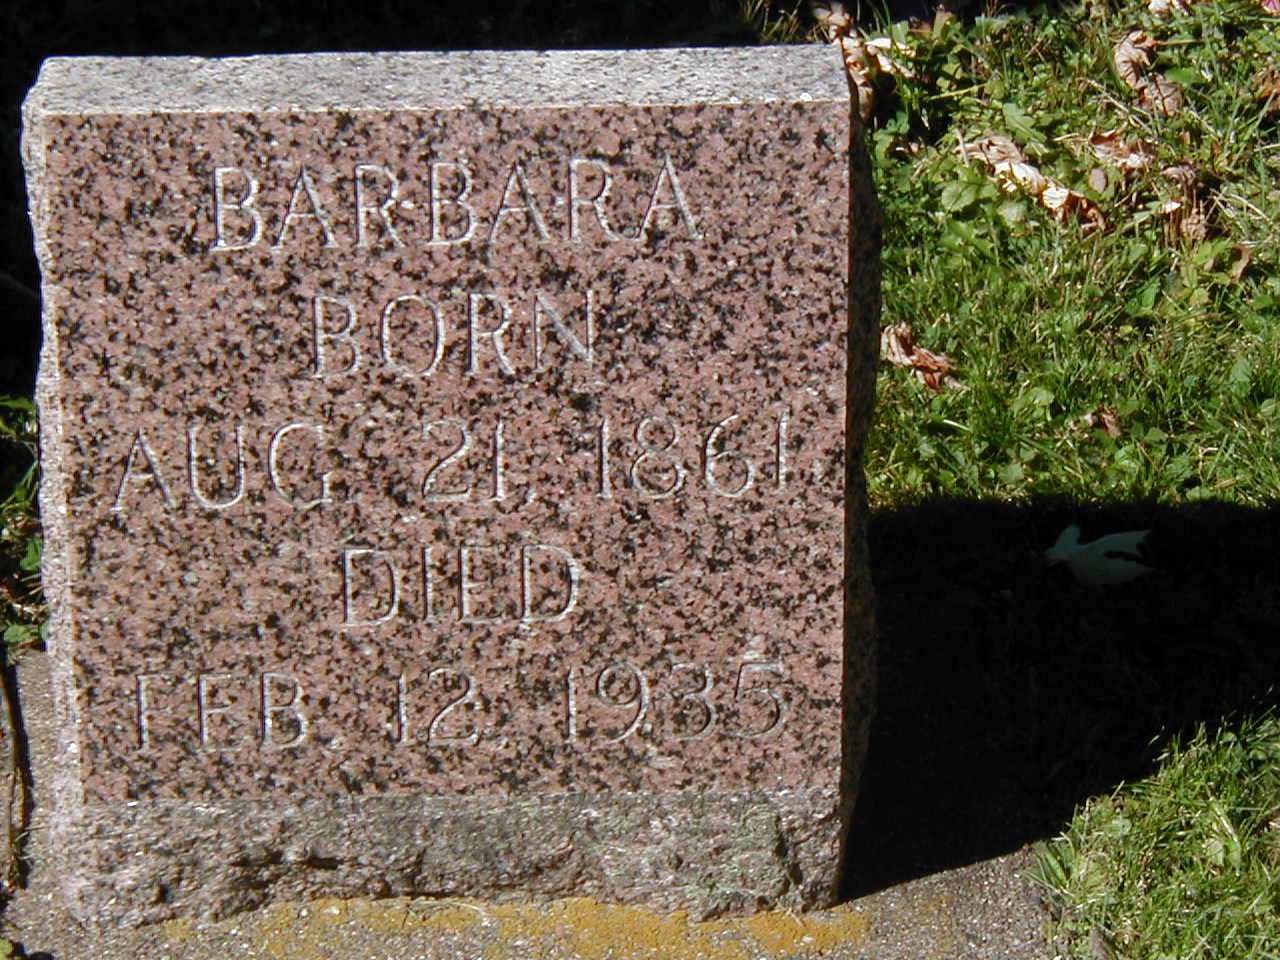 BARBARA
BORN
AUG. 21, 1861.
DIED
FEB. 12, 1935